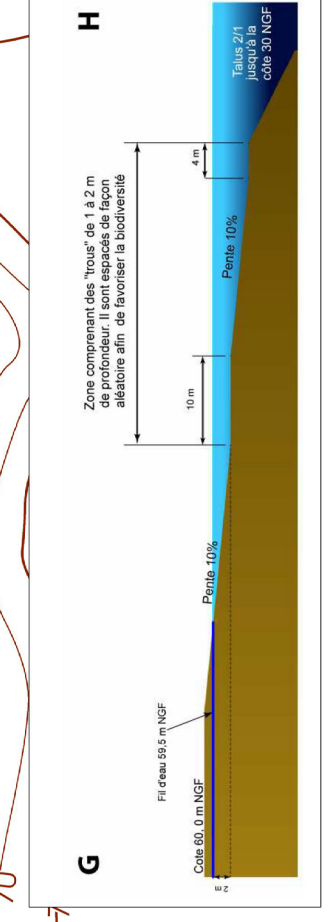 G
H
Zone comprenant des "trous" de 1 à 2 m
de profondeur. Il sont espacés de façon
aléatoire afin de favoriser la biodiversité
4 m
Talus 2/1
jusqu'à la
côte 30 NGF
10 m
Pente 10%
Pente 10%
Fil d'eau 59,5 m NGF
Cote 60, 0 m NGF
2 m
70